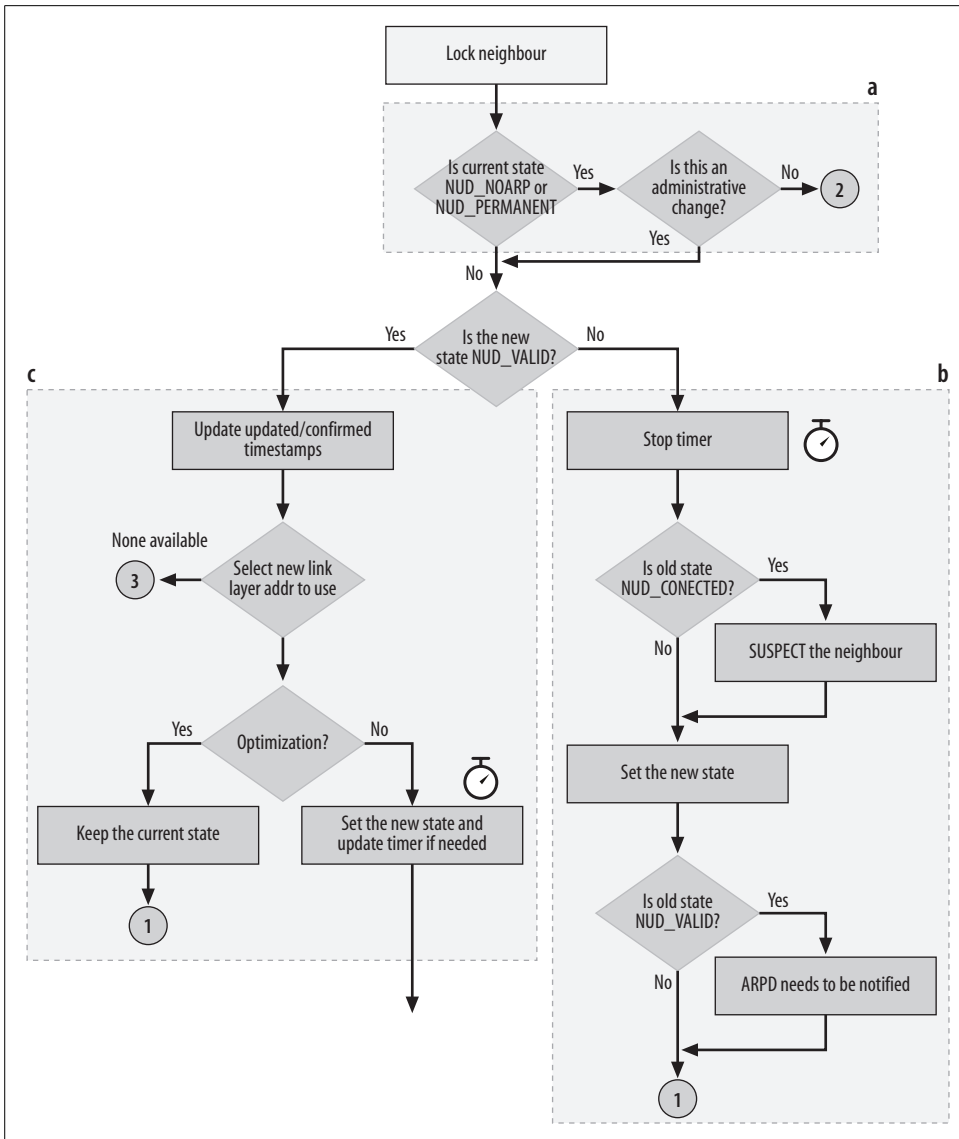 Lock neighbour
a
Is current state
NUD_NOARP or
NUD_PERMANENT
Yes
Is this an
administrative
change?
No
2
Yes
No
Is the new
state NUD_VALID?
Yes
No
c
Update updated/confirmed
timestamps
None available
3
Select new link
layer addr to use
Optimization?
Yes
No
Keep the current state
Set the new state and
update timer if needed
1
b
Stop timer
Is old state
NUD_CONECTED?
Yes
No
SUSPECT the neighbour
Set the new state
Is old state
NUD_VALID?
Yes
No
ARPD needs to be notified
1